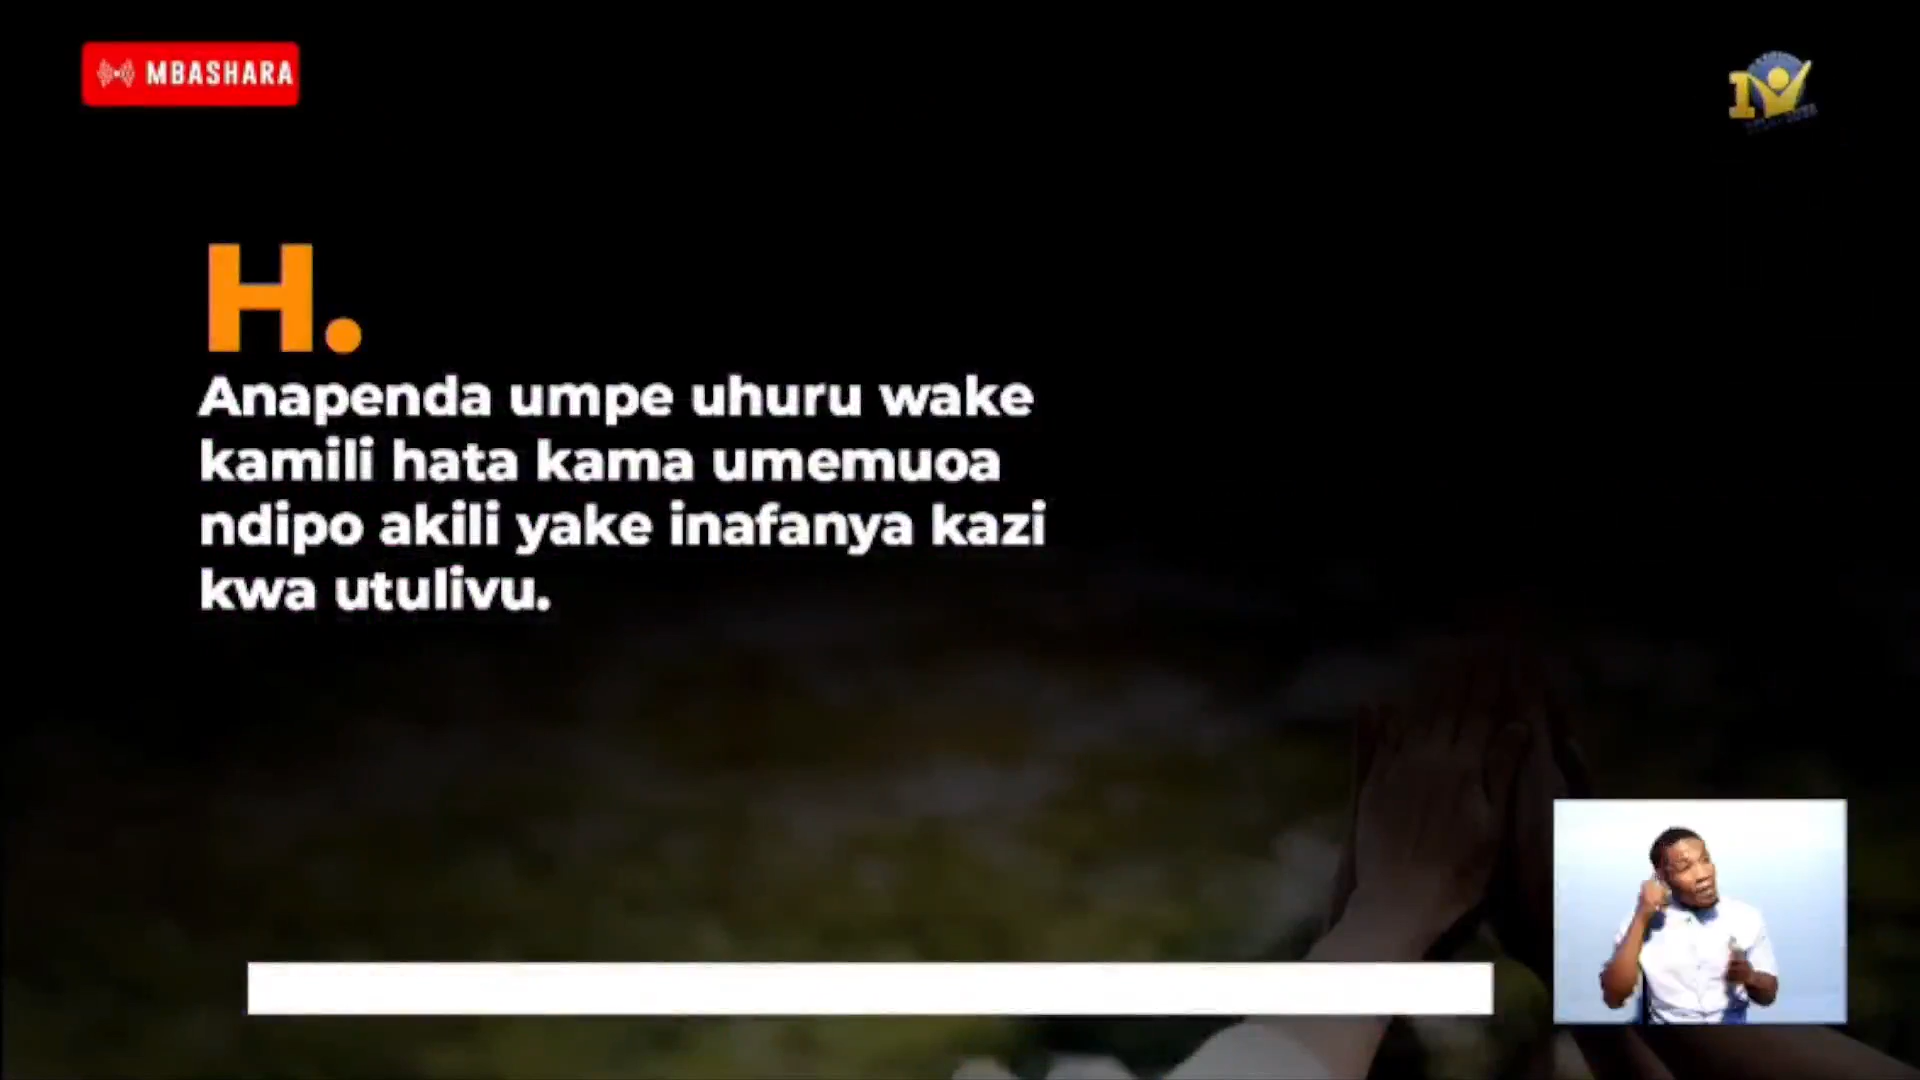 MBASHARA
H.
Anapenda umpe uhuru wake
kamili hata kama umemuoa
ndipo akili yake inafanya kazi
kwa utulivu.